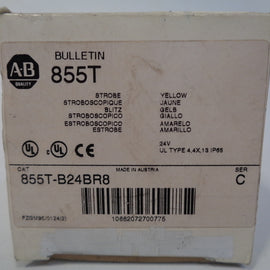 A·B
QUALITY
BULLETIN
855T
STROBE YELLOW
STROBOSCOPIQUE JAUNE
BLITZ GELB
STROBOSCOPICO GIALLO
ESTROBOSCOPICO AMARELO
ESTROBE AMARILLO
24V
UL TYPE 4,4X,13 IP65
CAT MADE IN AUSTRIA SER
855T-B24BR8 C
10662072700775